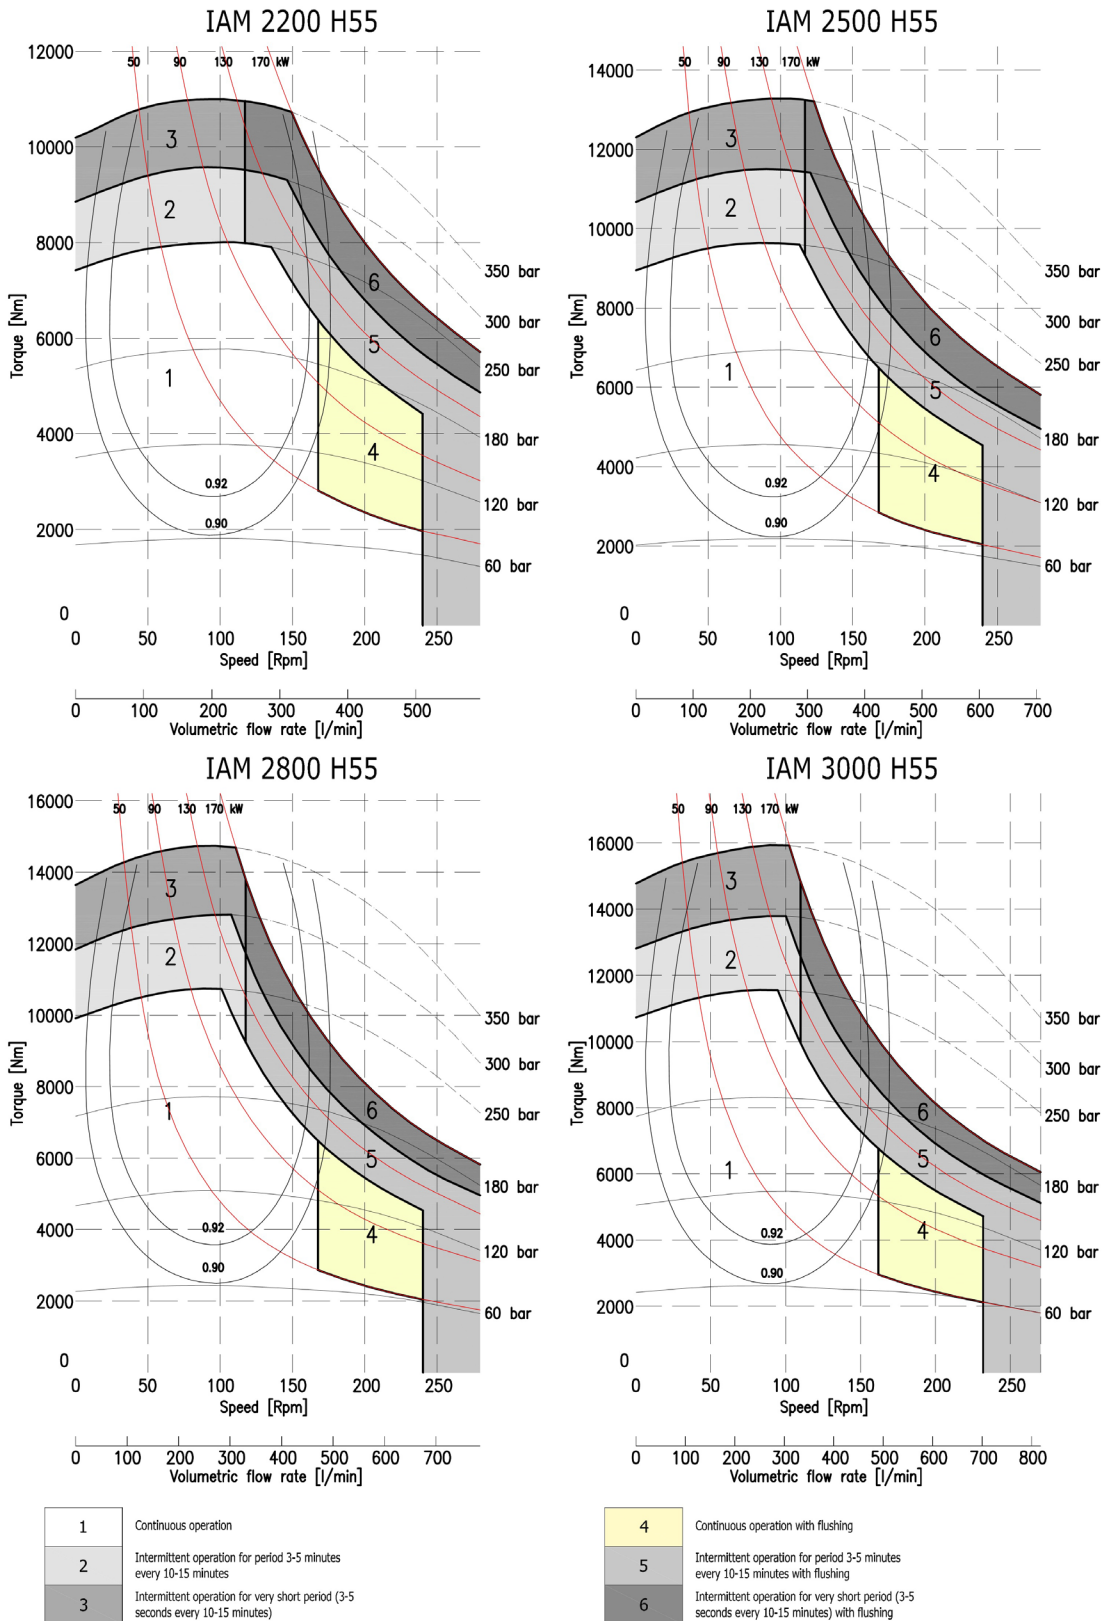 IAM 2200 H55
12000
50 90 130 170 kW
10000
3
2
8000
6
350 bar
300 bar
Torque [Nm]
6000
5
1
250 bar
4000
4
180 bar
0.92
120 bar
0.90
2000
60 bar
0
0 50 100 150 200 250
Speed [Rpm]
0 100 200 300 400 500
Volumetric flow rate [l/min]
IAM 2500 H55
50 90 130 170 kW
14000
12000
3
2
10000
350 bar
8000
6
300 bar
Torque [Nm]
1
5
250 bar
6000
180 bar
4000
4
0.92
120 bar
0.90
2000
60 bar
0
0 50 100 150 200 250
Speed [Rpm]
0 100 200 300 400 500 600 700
Volumetric flow rate [l/min]
IAM 2800 H55
16000
50 90 130 170 kW
14000
3
12000
2
10000
350 bar
Torque [Nm]
300 bar
8000
1
6
250 bar
6000
5
180 bar
4000
0.92
4
120 bar
0.90
2000
60 bar
0
0 50 100 150 200 250
Speed [Rpm]
0 100 200 300 400 500 600 700
Volumetric flow rate [l/min]
IAM 3000 H55
50 90 130 170 kW
16000
3
14000
2
12000
350 bar
10000
Torque [Nm]
300 bar
8000
6
250 bar
6000
1
5
180 bar
4000
0.92
4
120 bar
0.90
2000
60 bar
0
0 50 100 150 200 250
Speed [Rpm]
0 100 200 300 400 500 600 700 800
Volumetric flow rate [l/min]
1 Continuous operation
2 Intermittent operation for period 3-5 minutes
every 10-15 minutes
3 Intermittent operation for very short period (3-5
seconds every 10-15 minutes)
4 Continuous operation with flushing
5 Intermittent operation for period 3-5 minutes
every 10-15 minutes with flushing
6 Intermittent operation for very short period (3-5
seconds every 10-15 minutes) with flushing